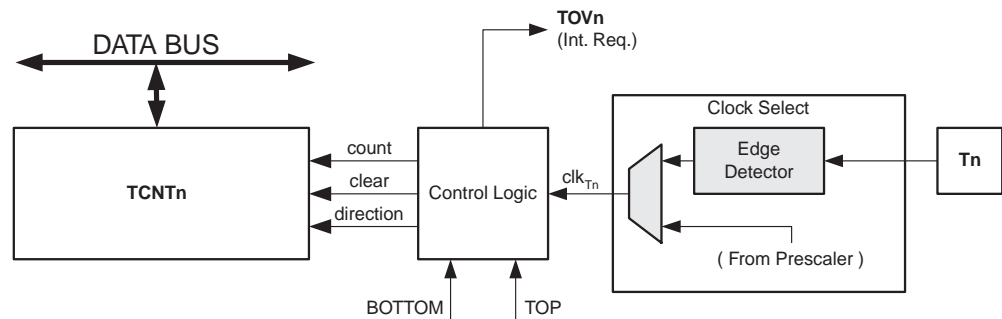 TOVn
(Int. Req.)
DATA BUS
Clock Select
Edge
Detector
Tn
TCNTn
count
clear
direction
Control Logic
clkTn
( From Prescaler )
BOTTOM
TOP